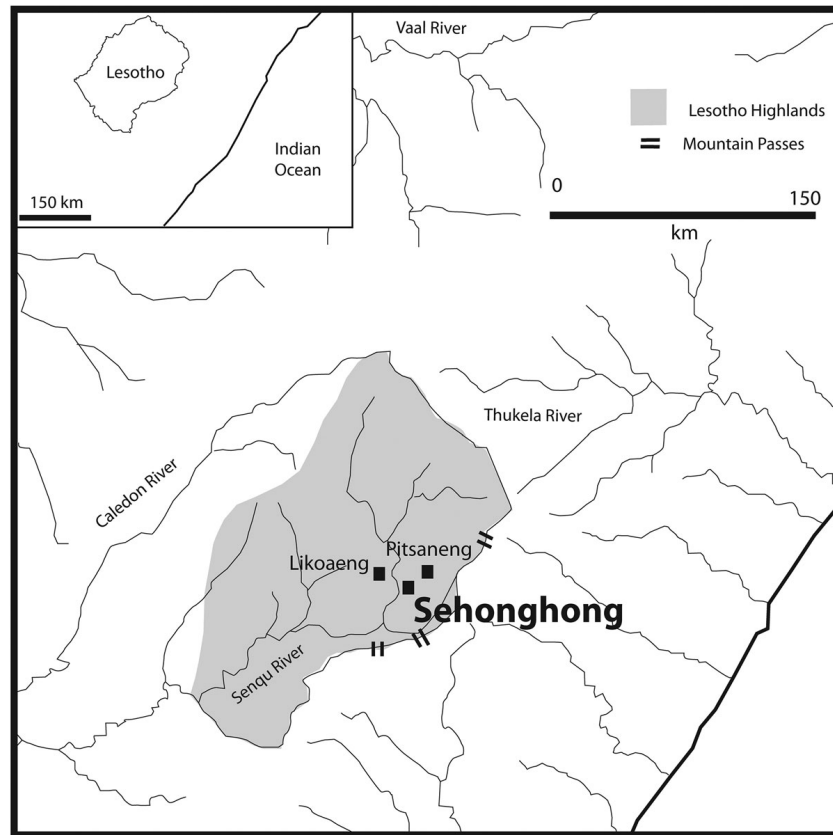 Lesotho
Indian
Ocean
150 km
Vaal River
Lesotho Highlands
Mountain Passes
0
150
km
Thukela River
Caledon River
Likoaeng
Pitsaneng
Sehonghong
Senqu River